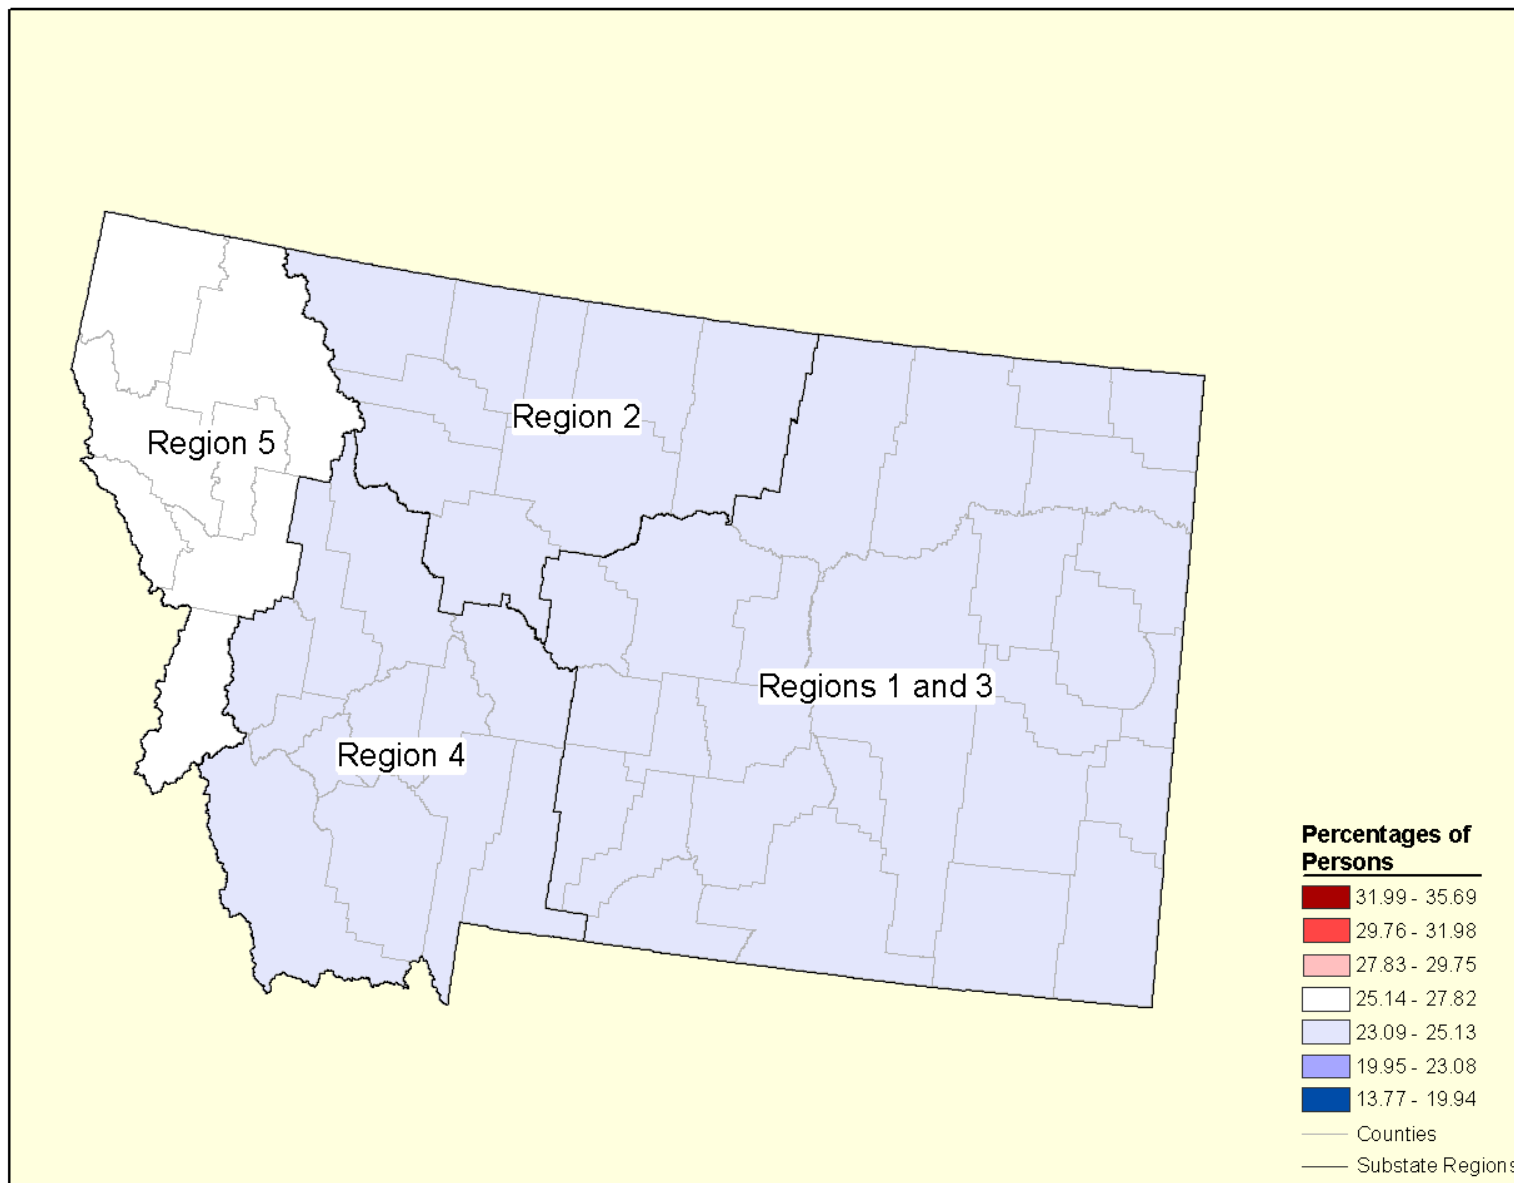 Region 2
Region 5
Regions 1 and 3
Region 4
Percentages of
Persons
31.99 - 35.69
29.76 - 31.98
27.83 - 29.75
25.14 - 27.82
23.09 - 25.13
19.95 - 23.08
13.77 - 19.94
Counties
Substate Regions